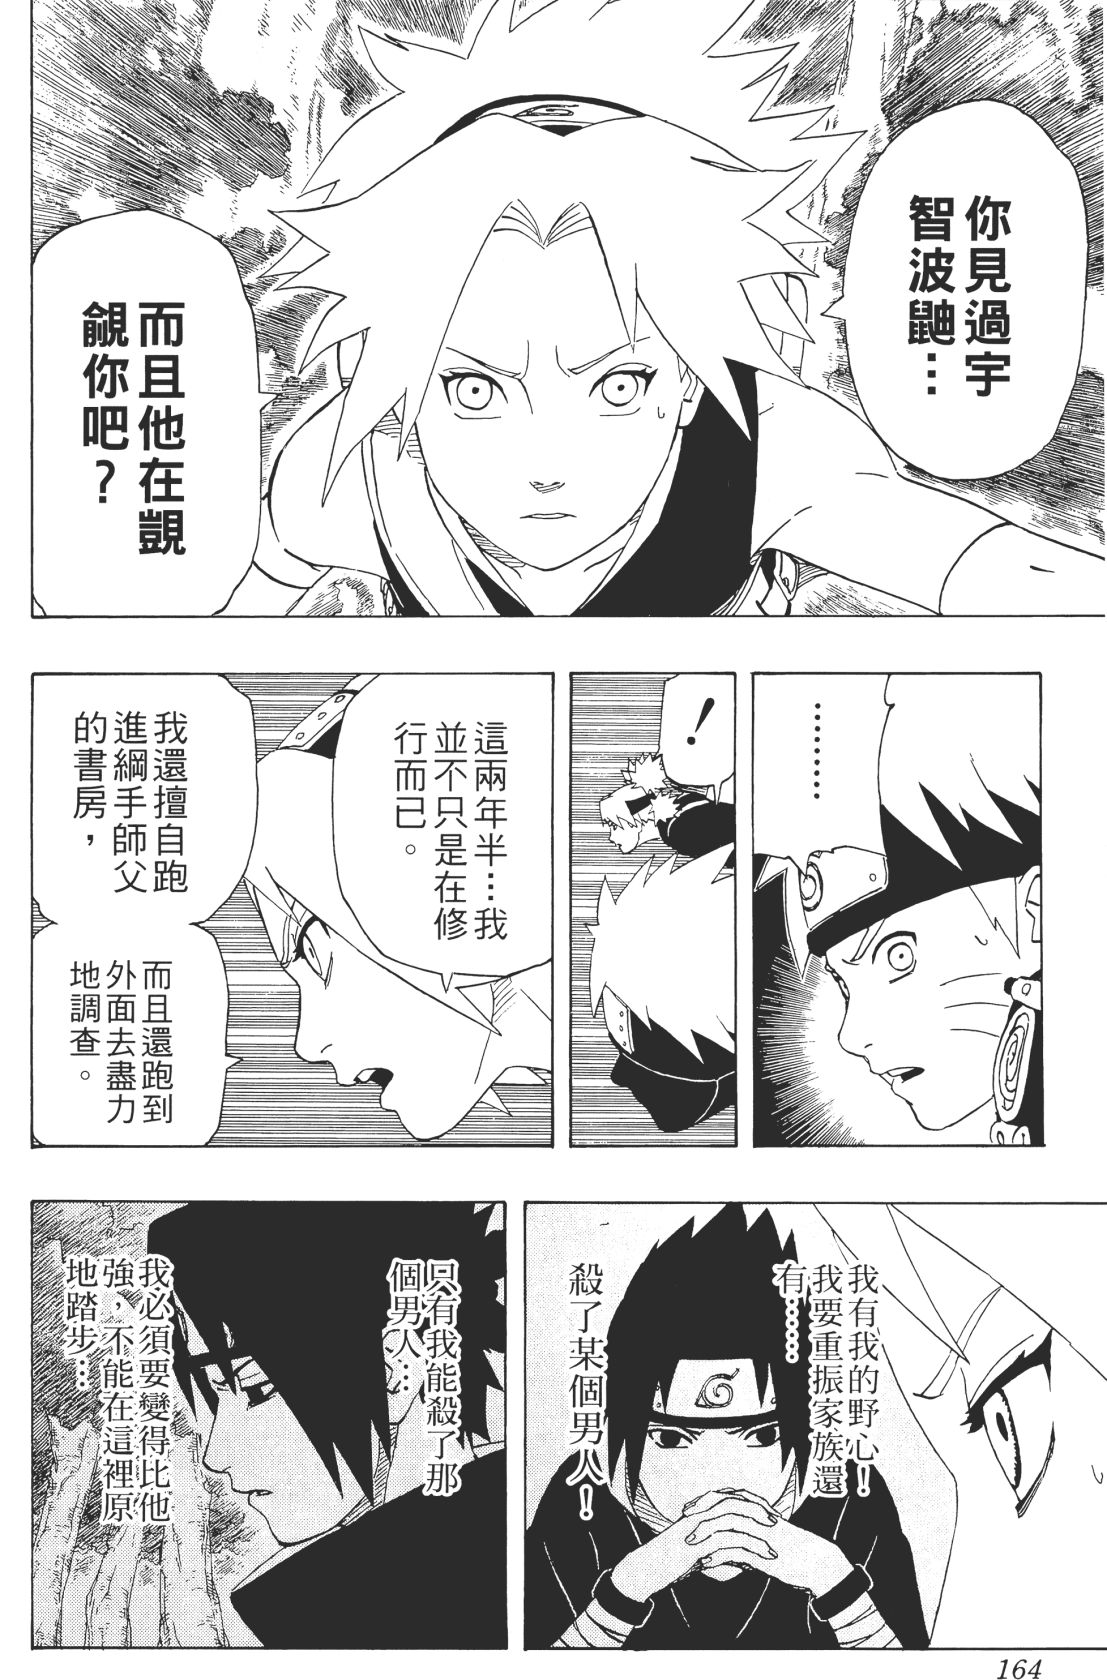 你見過宇
智波鼬…
而且他在覬
覦你吧？
………
！
這兩年半…我
並不只是在修
行而已。
我還擅自跑
進綱手師父
的書房，
而且還跑到
外面去盡力
地調查。
我有我的野心！
我要重振家族還
有……
殺了某個男人！
只有我能殺了那
個男人…
我必須要變得比他
強，不能在這裡原
地踏步…
164